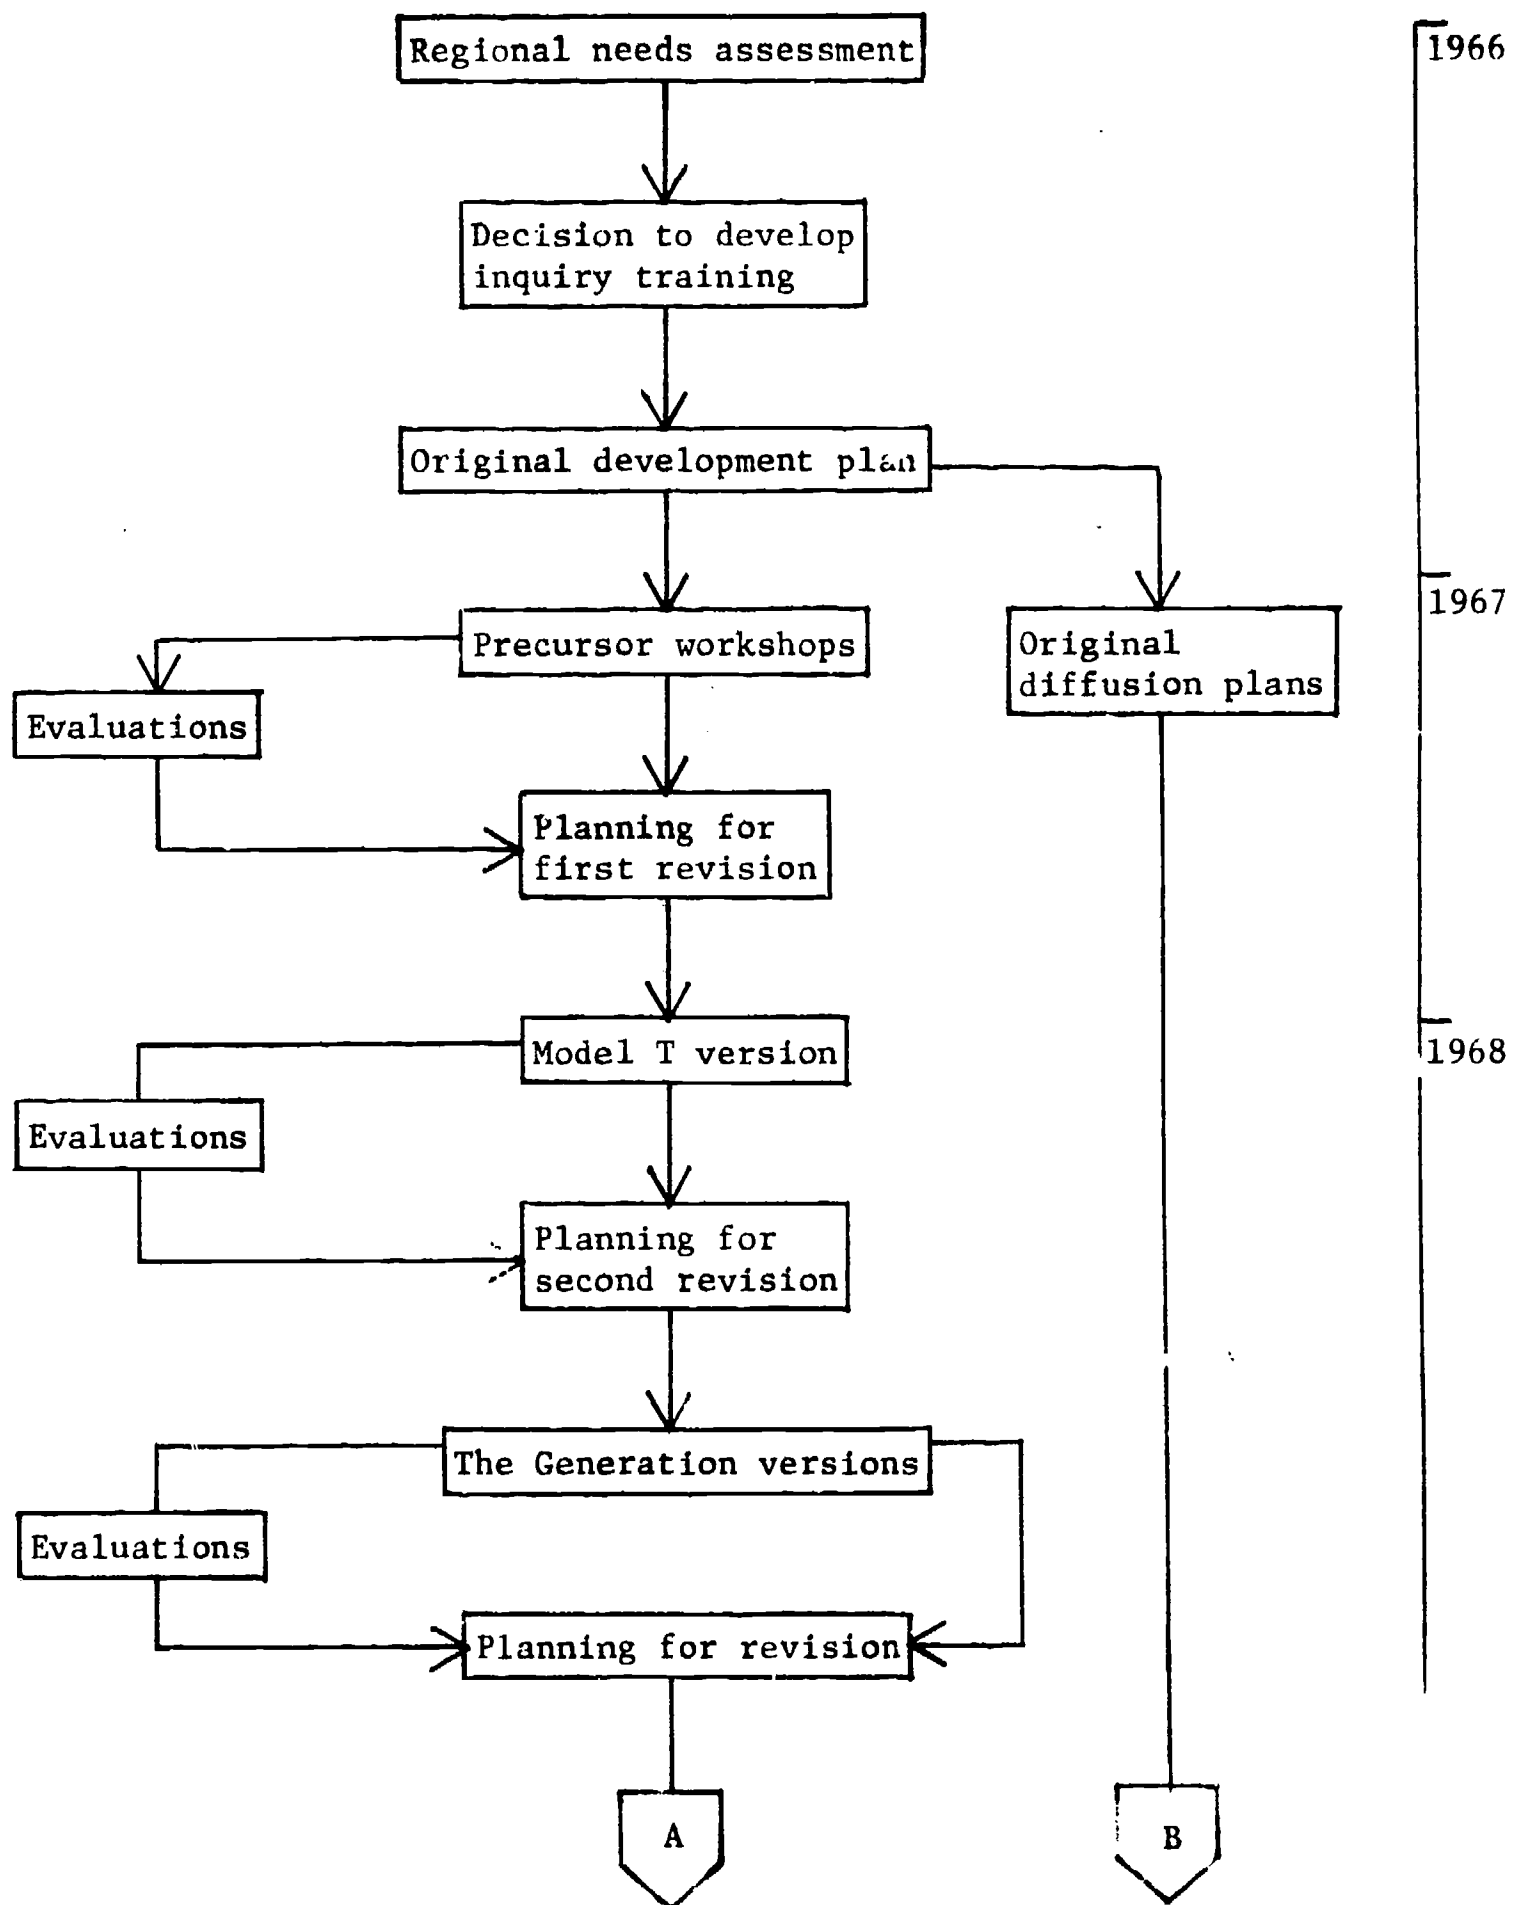 Regional needs assessment
1966
Decision to develop
inquiry training
Original development plan
1967
Precursor workshops
Original
diffusion plans
Evaluations
Planning for
first revision
1968
Model T version
Evaluations
Planning for
second revision
The Generation versions
Evaluations
Planning for revision
A
B